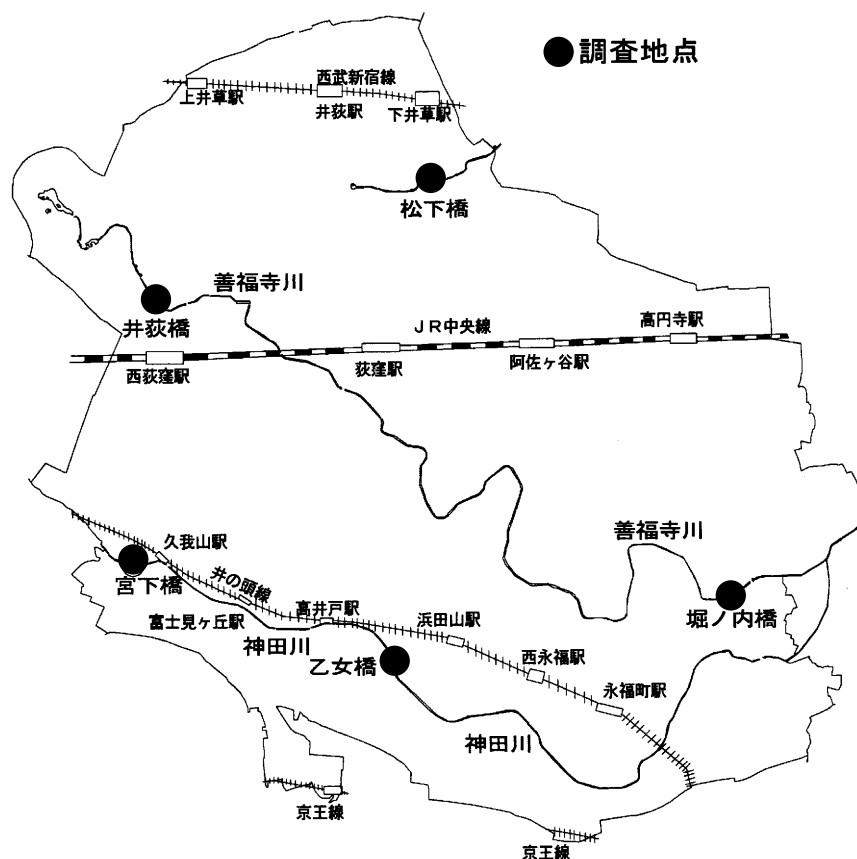 ●調査地点
西武新宿線
上井草駅
井荻駅
下井草駅
松下橋
善福寺川
井荻橋
JR中央線
高円寺駅
西荻窪駅
荻窪駅
阿佐ヶ谷駅
善福寺川
久我山駅
宮下橋
井の頭線
富士見ヶ丘駅
高井戸駅
浜田山駅
堀ノ内橋
神田川
乙女橋
西永福駅
永福町駅
神田川
京王線
京王線